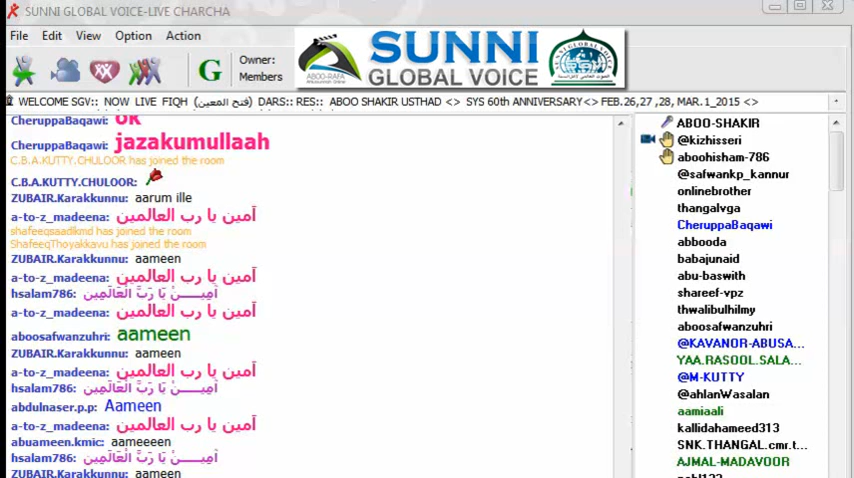 SUNNI GLOBAL VOICE-LIVE CHARCHA
File Edit View Option Action
G
Owner:
Members
ABOO-RAFA
SUNNI
GLOBAL VOICE
WELCOME SGV:: NOW LIVE FIQH (فتح المعين) DARS:: RES:: ABOO SHAKIR USTHAD <> SYS 60th ANNIVERSARY<> FEB.26,27 ,28, MAR.1_2015 <>
CheruppaBaqawi: ok
CheruppaBaqawi: jazakumullaah
C.B.A.KUTTY.CHULOOR has joined the room
C.B.A.KUTTY.CHULOOR:
ZUBAIR.Karakkunnu: aarum ille
a-to-z_madeena: آمين يا رب العالمين
shafeeqsaadikmd has joined the room
ShafeeqThoyakkavu has joined the room
ZUBAIR.Karakkunnu: aameen
a-to-z_madeena: آمين يا رب العالمين
hsalam786: آمِيـــــنْ يَا رَبَّ الْعَالَمِين
a-to-z_madeena: آمين يا رب العالمين
aboosafwanzuhri: aameen
ZUBAIR.Karakkunnu: aameen
a-to-z_madeena: آمين يا رب العالمين
hsalam786: آمِيـــــنْ يَا رَبَّ الْعَالَمِين
abdulnaser.p.p: Aameen
a-to-z_madeena: آمين يا رب العالمين
abuameen.kmic: aameeeen
hsalam786: آمِيـــــنْ يَا رَبَّ الْعَالَمِين
ZUBAIR.Karakkunnu: aameen
ABOO-SHAKIR
@kizhisseri
aboohisham-786
@safwankp_kannur
onlinebrother
thangalvga
CheruppaBaqawi
abbooda
babajunaid
abu-baswith
shareef-vpz
thwalibulhilmy
aboosafwanzuhri
@KAVANOR-ABUSA...
YAA.RASOOL.SALA...
@M-KUTTY
@ahlanWasalan
aamiaali
kallidahameed313
SNK.THANGAL.cmr.t...
AJMAL-MADAVOOR